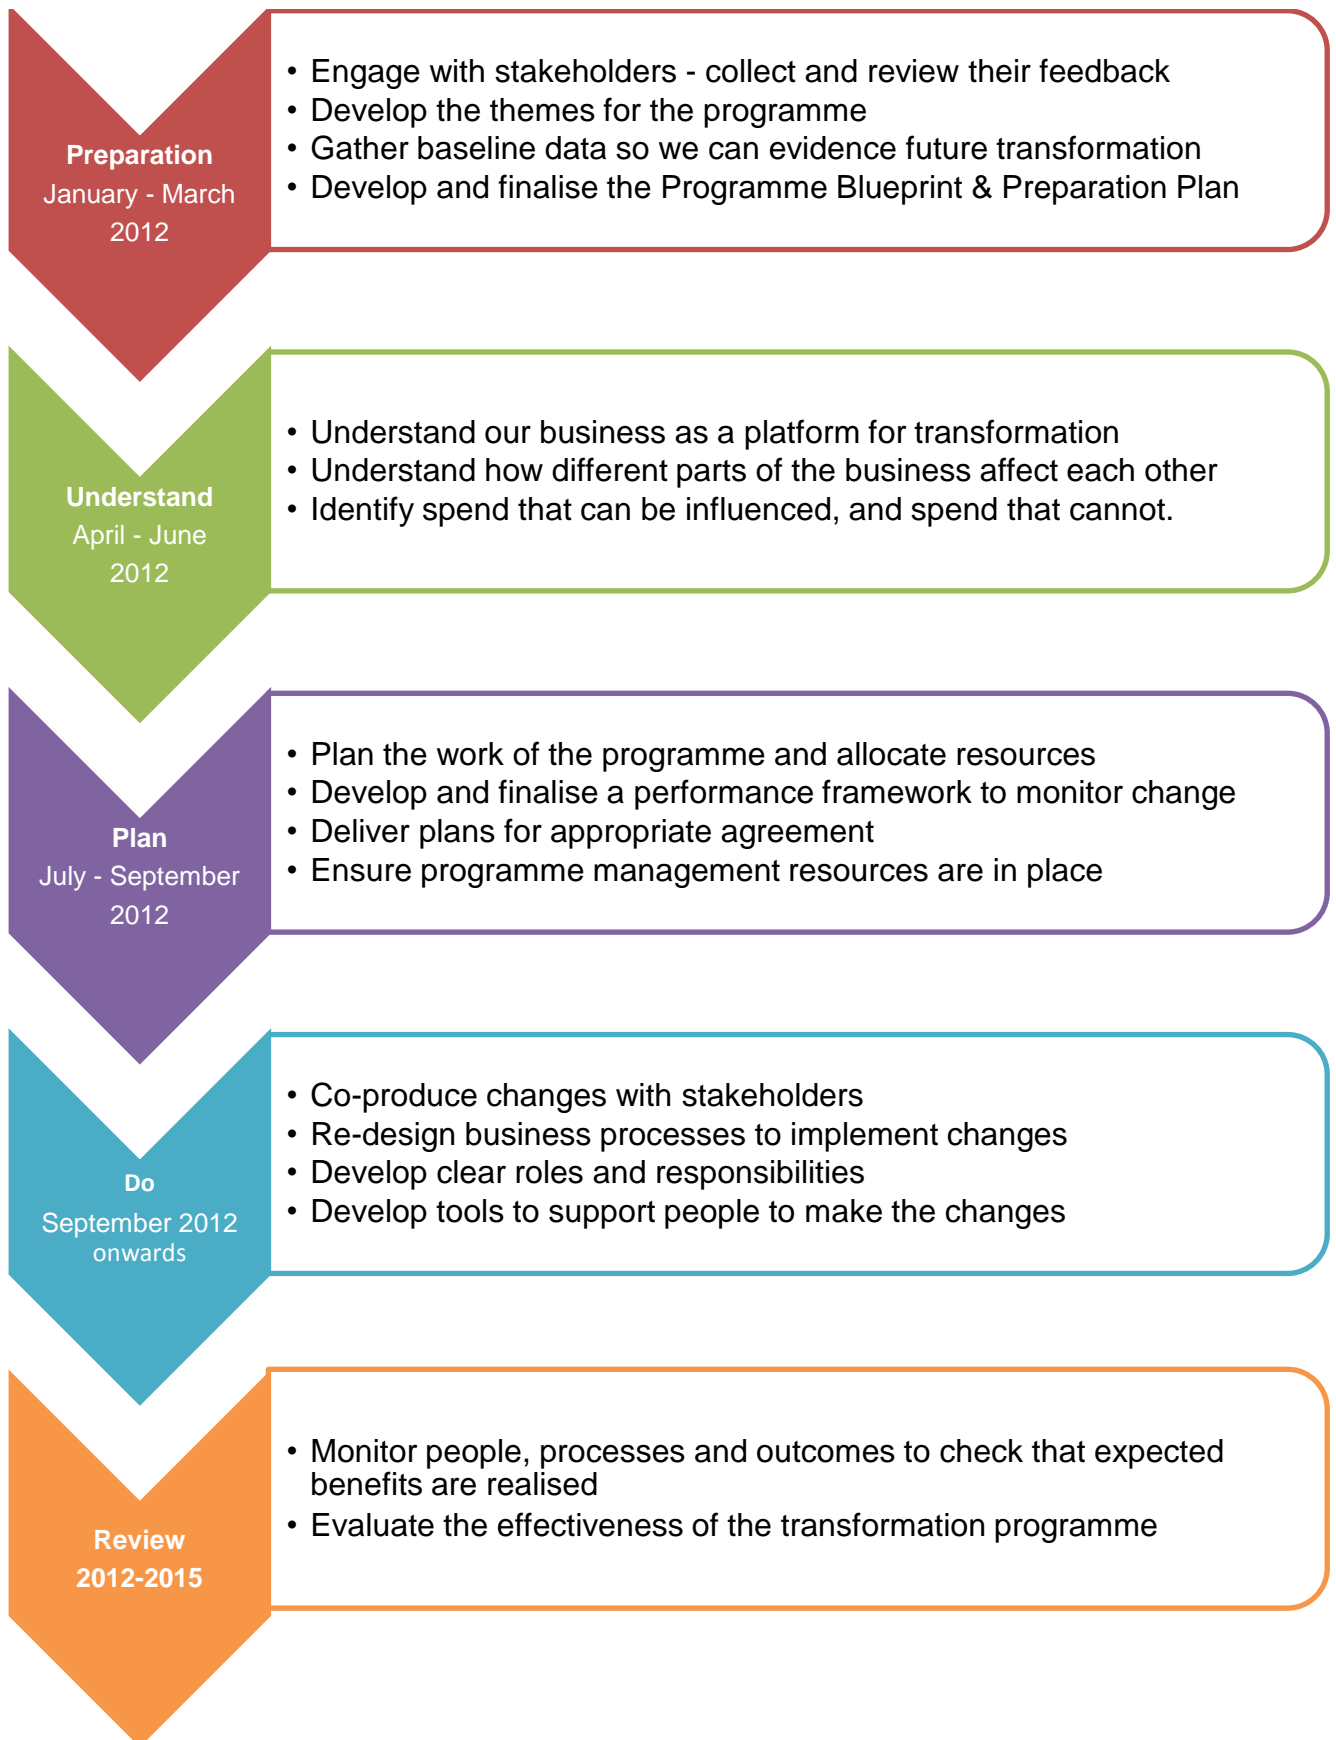 Preparation
January - March
2012
• Engage with stakeholders - collect and review their feedback
• Develop the themes for the programme
• Gather baseline data so we can evidence future transformation
• Develop and finalise the Programme Blueprint & Preparation Plan
Understand
April - June
2012
• Understand our business as a platform for transformation
• Understand how different parts of the business affect each other
• Identify spend that can be influenced, and spend that cannot.
Plan
July - September
2012
• Plan the work of the programme and allocate resources
• Develop and finalise a performance framework to monitor change
• Deliver plans for appropriate agreement
• Ensure programme management resources are in place
Do
September 2012
onwards
• Co-produce changes with stakeholders
• Re-design business processes to implement changes
• Develop clear roles and responsibilities
• Develop tools to support people to make the changes
Review
2012-2015
• Monitor people, processes and outcomes to check that expected
benefits are realised
• Evaluate the effectiveness of the transformation programme